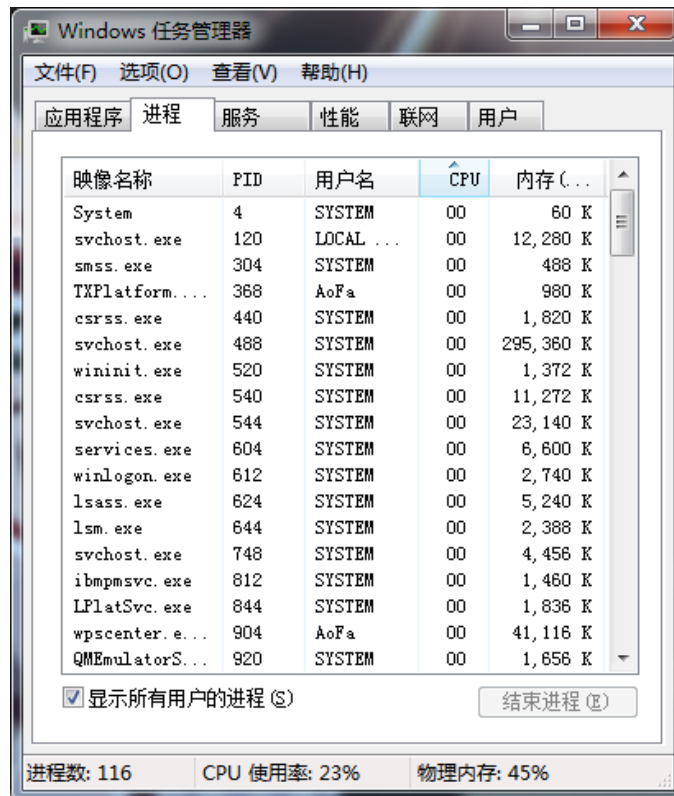 Windows 任务管理器
文件(F) 选项(O) 查看(V) 帮助(H)
应用程序 进程 服务 性能 联网 用户
映像名称 PID 用户名 CPU 内存(...
System 4 SYSTEM 00 60 K
svchost.exe 120 LOCAL ... 00 12,280 K
smss.exe 304 SYSTEM 00 488 K
TXPlatform.... 368 AoFa 00 980 K
csrss.exe 440 SYSTEM 00 1,820 K
svchost.exe 488 SYSTEM 00 295,360 K
wininit.exe 520 SYSTEM 00 1,372 K
csrss.exe 540 SYSTEM 00 11,272 K
svchost.exe 544 SYSTEM 00 23,140 K
services.exe 604 SYSTEM 00 6,600 K
winlogon.exe 612 SYSTEM 00 2,740 K
lsass.exe 624 SYSTEM 00 5,240 K
lsm.exe 644 SYSTEM 00 2,388 K
svchost.exe 748 SYSTEM 00 4,456 K
ibmpmsvc.exe 812 SYSTEM 00 1,460 K
LPlatSvc.exe 844 SYSTEM 00 1,836 K
wpscenter.e... 904 AoFa 00 41,116 K
QMEmulatorS... 920 SYSTEM 00 1,656 K
显示所有用户的进程(S) 结束进程(E)
进程数: 116 CPU 使用率: 23% 物理内存: 45%